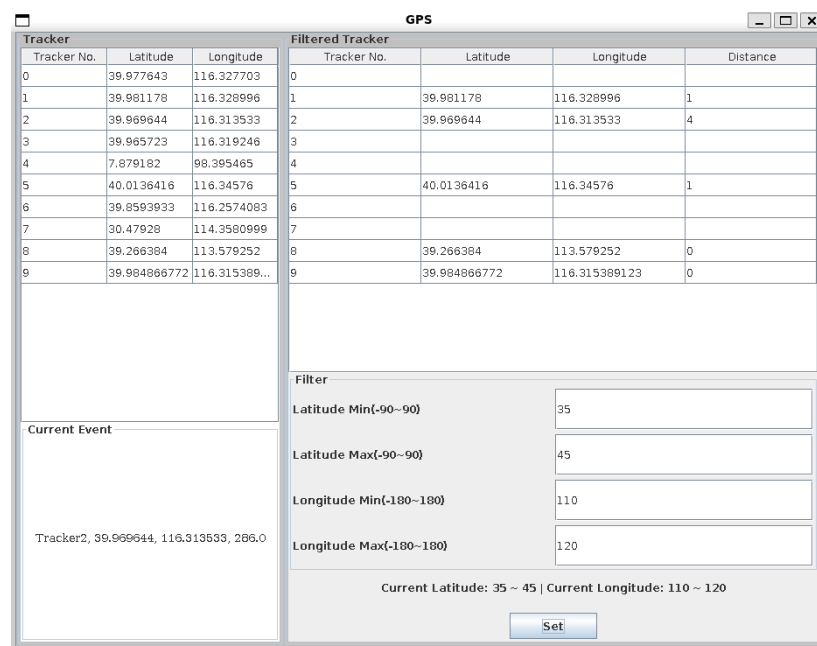 GPS
Tracker
Tracker No. Latitude Longitude
0 39.977643 116.327703
1 39.981178 116.328996
2 39.969644 116.313533
3 39.965723 116.319246
4 7.879182 98.395465
5 40.0136416 116.34576
6 39.8593933 116.2574083
7 30.47928 114.3580999
8 39.266384 113.579252
9 39.984866772 116.315389...
Current Event
Tracker2, 39.969644, 116.313533, 286.0
Filtered Tracker
Tracker No. Latitude Longitude Distance
0
1 39.981178 116.328996 1
2 39.969644 116.313533 4
3
4
5 40.0136416 116.34576 1
6
7
8 39.266384 113.579252 0
9 39.984866772 116.315389123 0
Filter
Latitude Min(-90~90) 35
Latitude Max(-90~90) 45
Longitude Min(-180~180) 110
Longitude Max(-180~180) 120
Current Latitude: 35 ~ 45 | Current Longitude: 110 ~ 120
Set